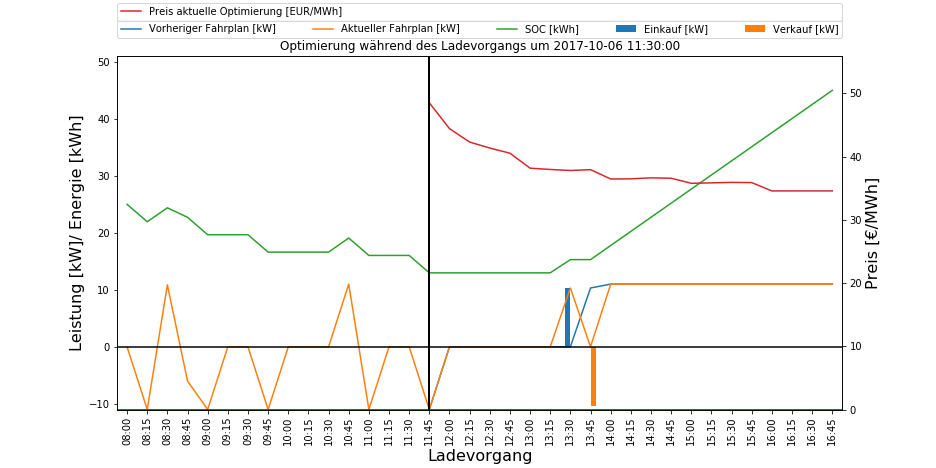 Preis aktuelle Optimierung [EUR/MWh]
Vorheriger Fahrplan [kW] Aktueller Fahrplan [kW] SOC [kWh] Einkauf [kW] Verkauf [kW]
Optimierung während des Ladevorgangs um 2017-10-06 11:30:00
Leistung [kW]/ Energie [kWh]
50
40
30
20
10
0
−10
50
40
30
20
10
0
Preis [€/MWh]
08:00 08:15 08:30 08:45 09:00 09:15 09:30 09:45 10:00 10:15 10:30 10:45 11:00 11:15 11:30 11:45 12:00 12:15 12:30 12:45 13:00 13:15 13:30 13:45 14:00 14:15 14:30 14:45 15:00 15:15 15:30 15:45 16:00 16:15 16:30 16:45
Ladevorgang